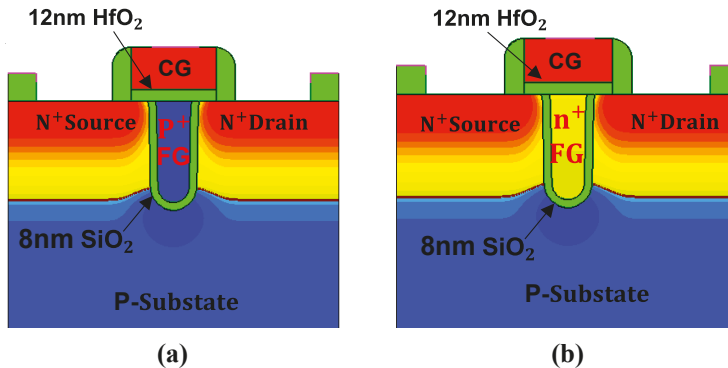 12nm HfO₂
CG
N⁺Source
P⁺
FG
N⁺Drain
8nm SiO₂
P-Substate
(a)
12nm HfO₂
CG
N⁺Source
n⁺
FG
N⁺Drain
8nm SiO₂
P-Substate
(b)